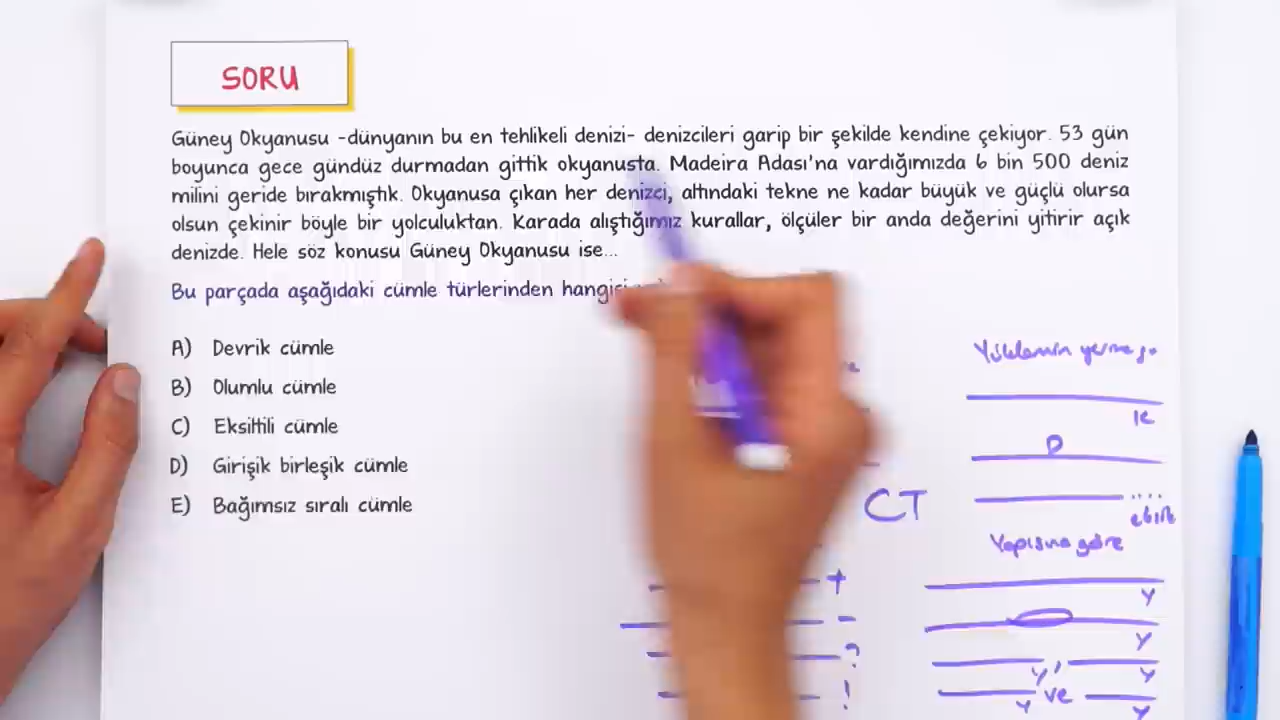 SORU
Güney Okyanusu -dünyanın bu en tehlikeli denizi- denizcileri garip bir şekilde kendine çekiyor. 53 gün
boyunca gece gündüz durmadan gittik okyanusta. Madeira Adası'na vardığımızda 6 bin 500 deniz
milini geride bırakmıştık. Okyanusa çıkan her denizci, altındaki tekne ne kadar büyük ve güçlü olursa
olsun çekinir böyle bir yolculuktan. Karada alıştığımız kurallar, ölçüler bir anda değerini yitirir açık
denizde. Hele söz konusu Güney Okyanusu ise...
Bu parçada aşağıdaki cümle türlerinden
A) Devrik cümle
B) Olumlu cümle
C) Eksiltili cümle
D) Girişik birleşik cümle
E) Bağımsız sıralı cümle
Yüklemin yerine
D
CT
Yapısına göre
+
Y
-
Y
?
Y, Y
!
Y ve Y